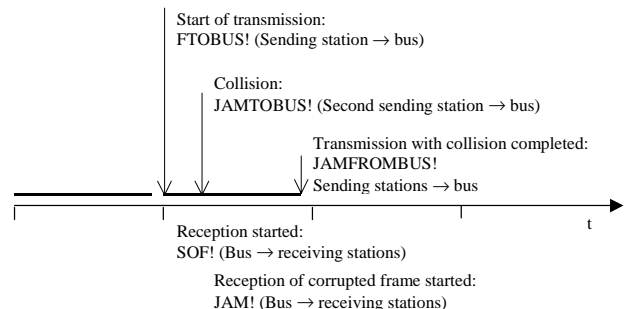 Start of transmission:
FTOBUS! (Sending station → bus)
Collision:
JAMTOBUS! (Second sending station → bus)
Transmission with collision completed:
JAMFROMBUS!
Sending stations → bus
t
Reception started:
SOF! (Bus → receiving stations)
Reception of corrupted frame started:
JAM! (Bus → receiving stations)